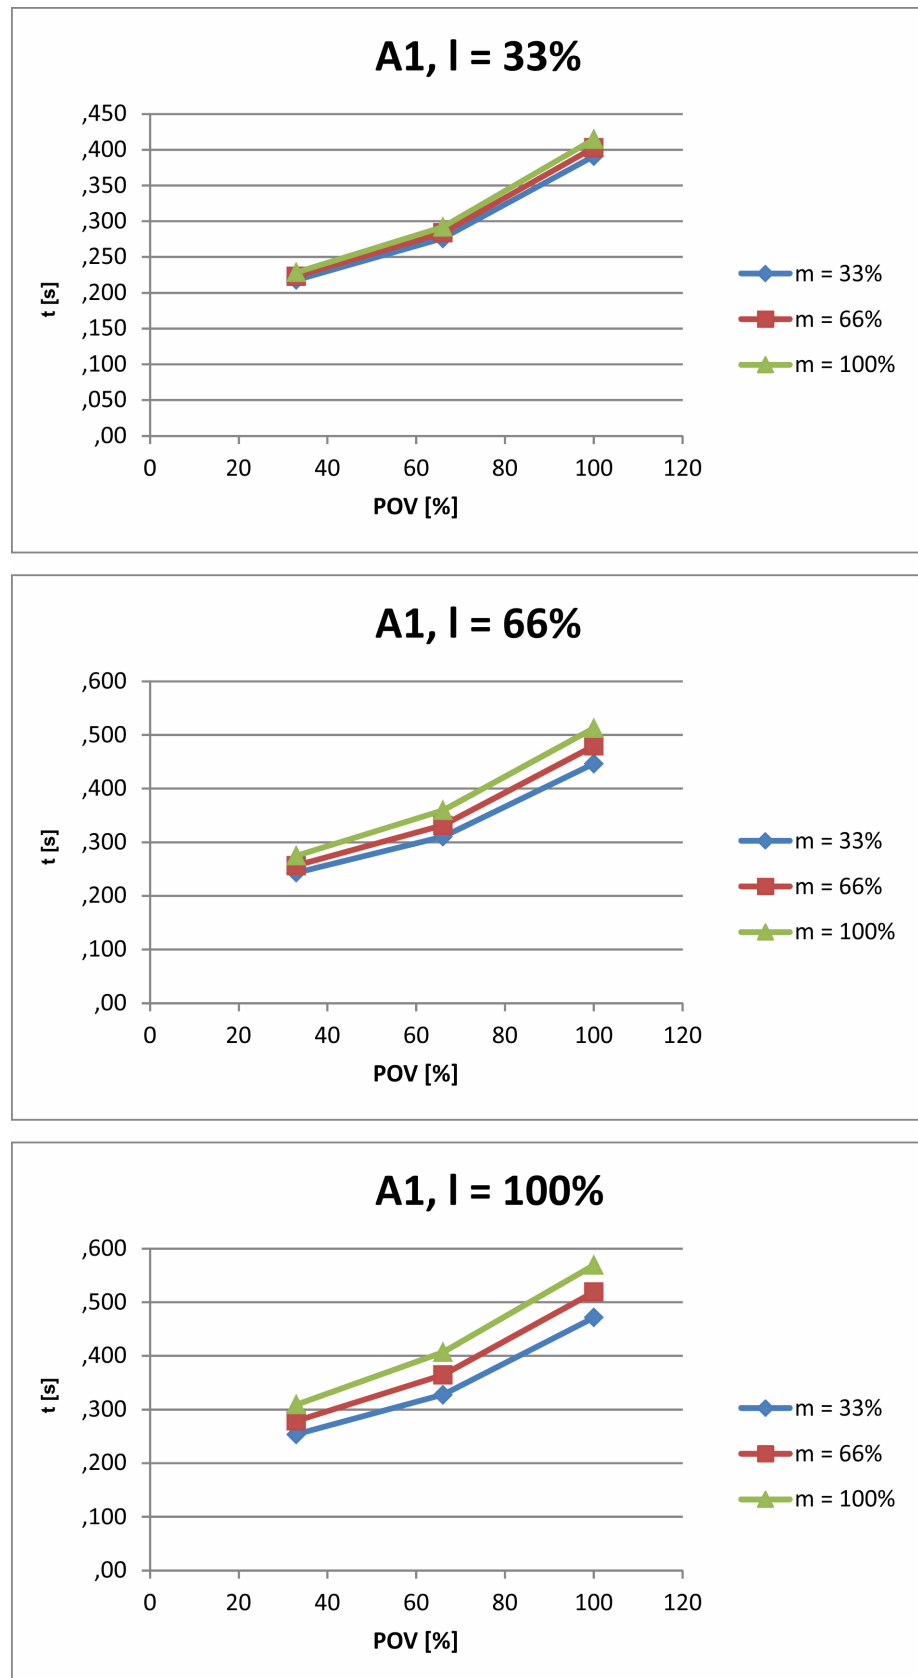 A1, l = 33%
,450
,400
,350
,300
,250
,200
,150
,100
,050
,00
0 20 40 60 80 100 120
t [s]
POV [%]
m = 33%
m = 66%
m = 100%
A1, l = 66%
,600
,500
,400
,300
,200
,100
,00
0 20 40 60 80 100 120
t [s]
POV [%]
m = 33%
m = 66%
m = 100%
A1, l = 100%
,600
,500
,400
,300
,200
,100
,00
0 20 40 60 80 100 120
t [s]
POV [%]
m = 33%
m = 66%
m = 100%